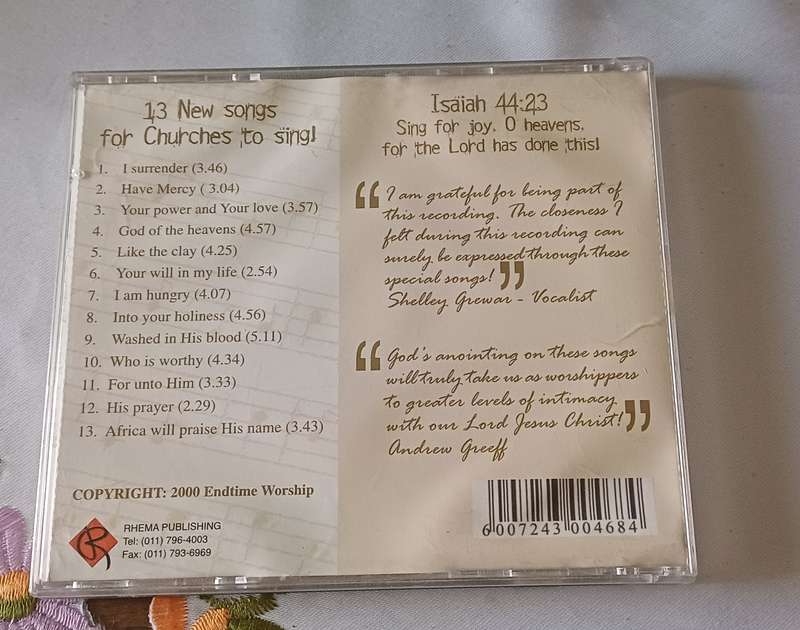 13 New songs
for Churches to sing!
1. I surrender (3.46)
2. Have Mercy ( 3.04)
3. Your power and Your love (3.57)
4. God of the heavens (4.57)
5. Like the clay (4.25)
6. Your will in my life (2.54)
7. I am hungry (4.07)
8. Into your holiness (4.56)
9. Washed in His blood (5.11)
10. Who is worthy (4.34)
11. For unto Him (3.33)
12. His prayer (2.29)
13. Africa will praise His name (3.43)
COPYRIGHT: 2000 Endtime Worship
R
RHEMA PUBLISHING
Tel: (011) 796-4003
Fax: (011) 793-6969
Isaiah 44:23
Sing for joy, O heavens,
for the Lord has done this!
“I am grateful for being part of
this recording. The closeness I
felt during this recording can
surely be expressed through these
special songs!”
Shelley Grewar - Vocalist
“God's anointing on these songs
will truly take us as worshippers
to greater levels of intimacy
with our Lord Jesus Christ!”
Andrew Greeff
6 007243 004684